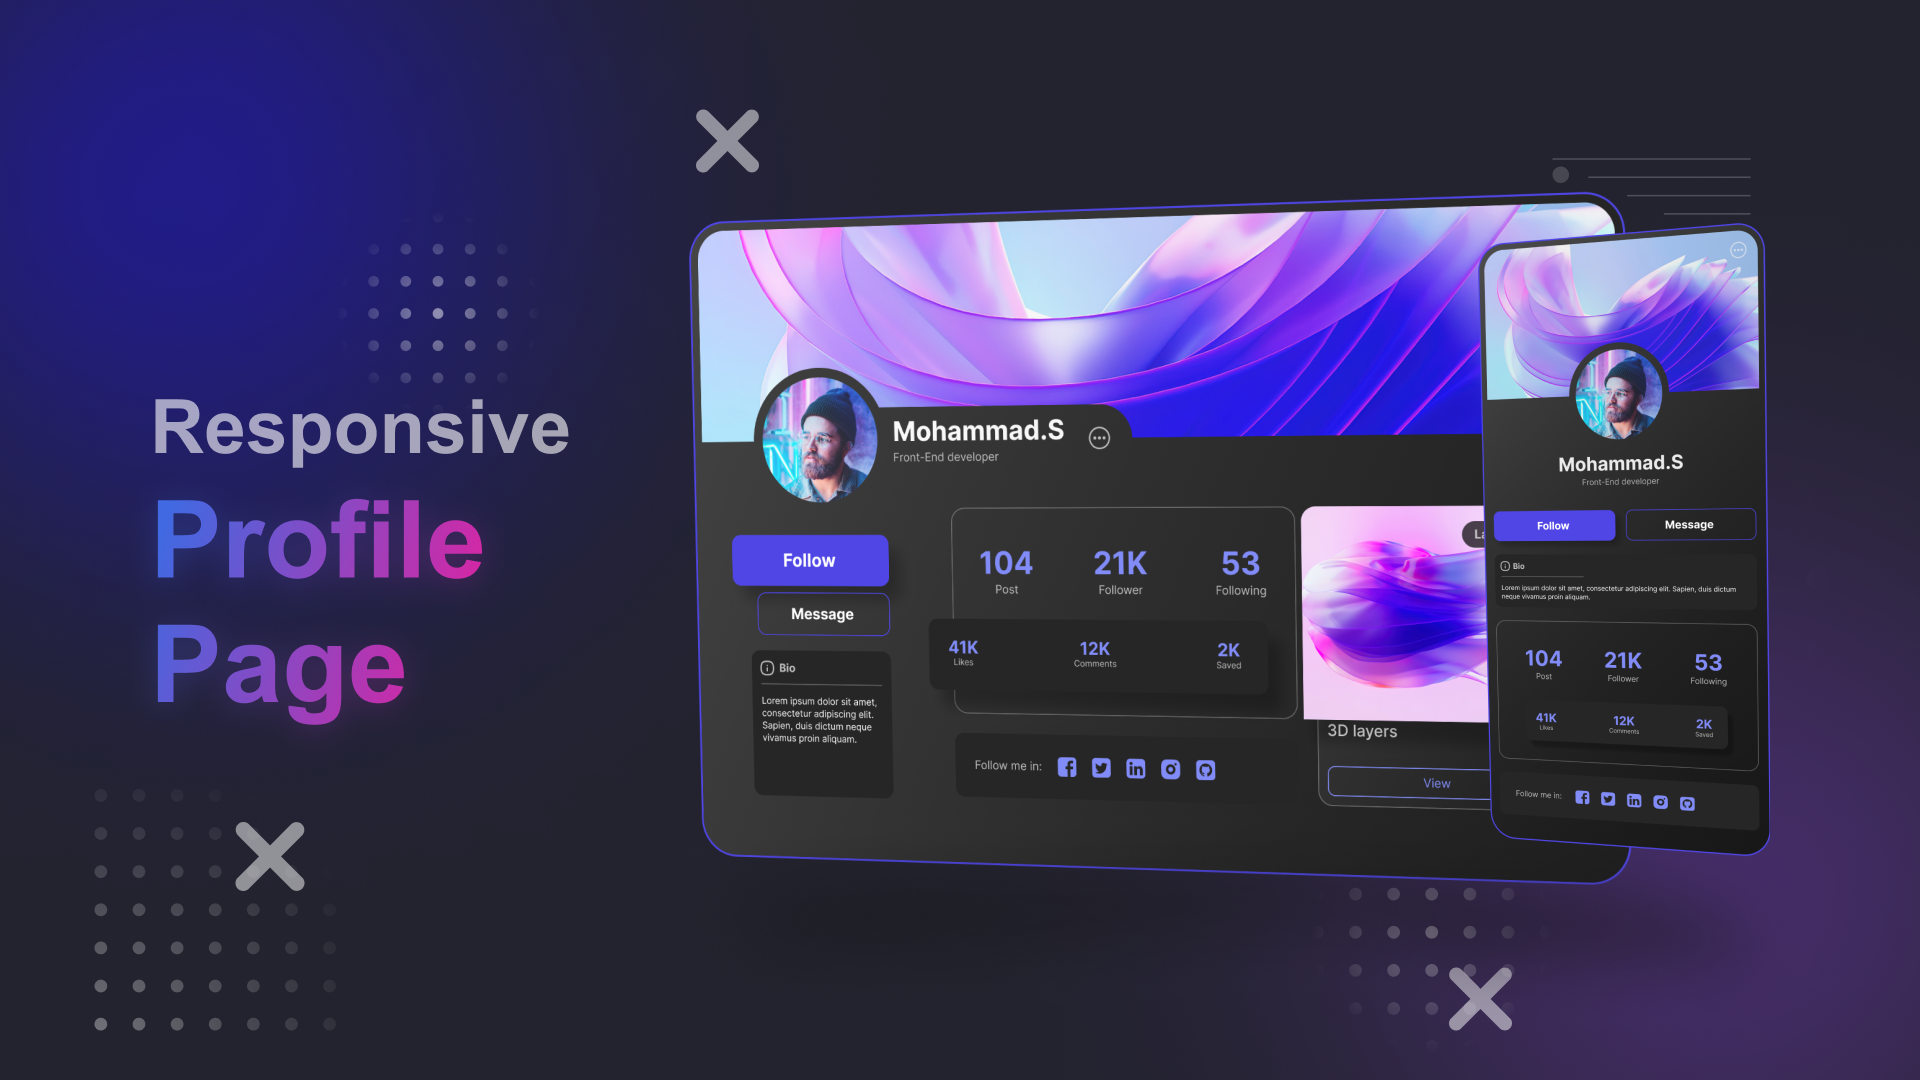 Responsive
Profile
Page
Mohammad.S
Front-End developer
Follow
Message
Bio
Lorem ipsum dolor sit amet,
consectetur adipiscing elit.
Sapien, duis dictum neque
vivamus proin aliquam.
104
21K
53
Post
Follower
Following
41K
12K
2K
Likes
Comments
Saved
Follow me in:
3D layers
View
Mohammad.S
Front-End developer
Follow
Message
Bio
Lorem ipsum dolor sit amet, consectetur adipiscing elit. Sapien, duis dictum
neque vivamus proin aliquam.
104
21K
53
Post
Follower
Following
41K
12K
2K
Likes
Comments
Saved
Follow me in: